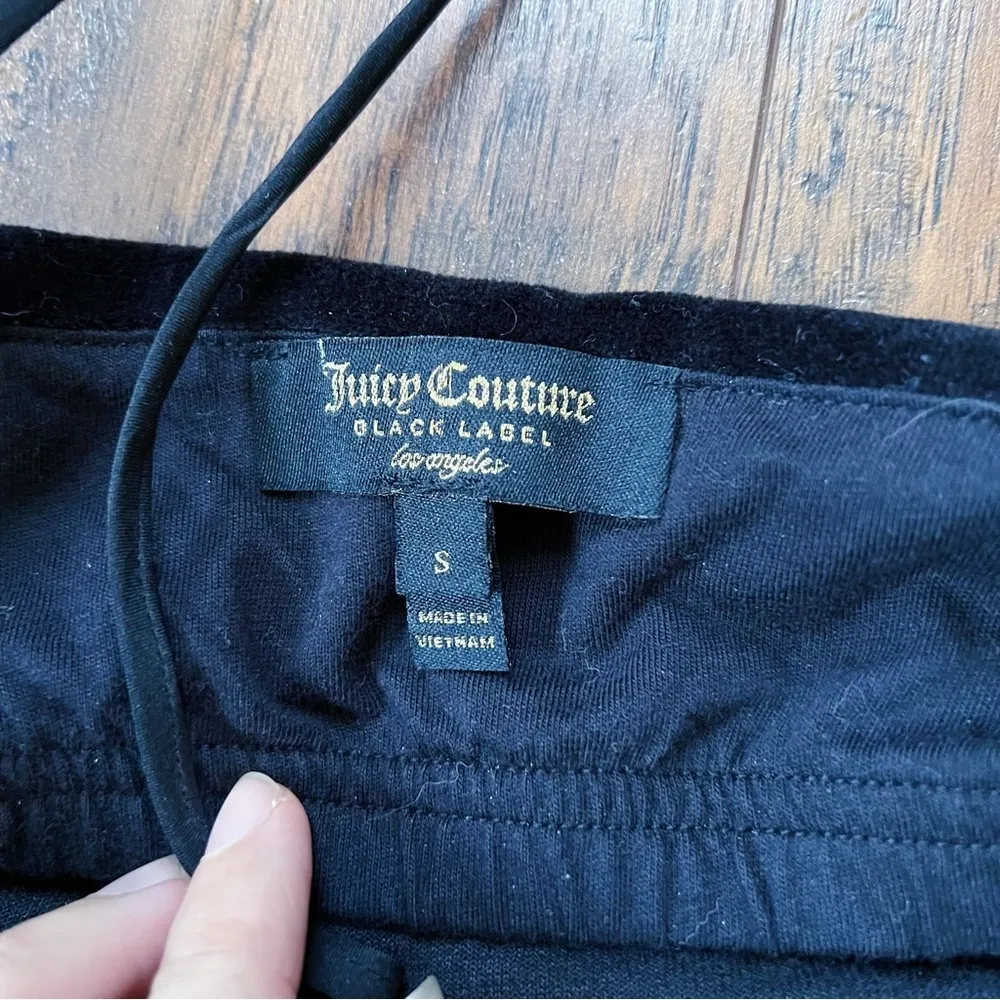 Juicy Couture
BLACK LABEL
los angeles
S
MADE IN
VIETNAM